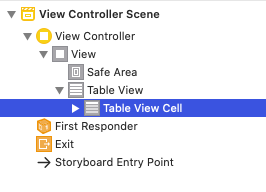 View Controller Scene
View Controller
View
Safe Area
Table View
Table View Cell
First Responder
Exit
Storyboard Entry Point